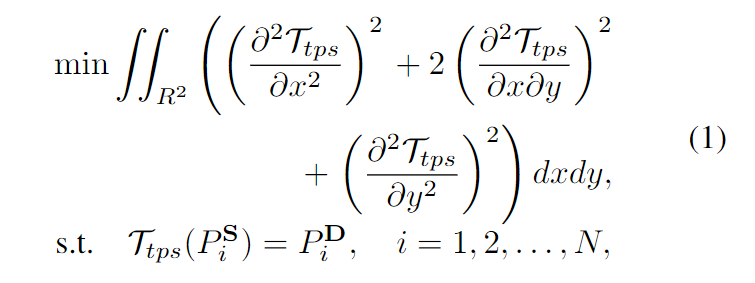 min ∬_{R^2} ( ( ∂^2 𝒯_{tps} / ∂x^2 )^2 + 2 ( ∂^2 𝒯_{tps} / ∂x∂y )^2
+ ( ∂^2 𝒯_{tps} / ∂y^2 )^2 ) dxdy, (1)
s.t. 𝒯_{tps}(P_i^𝐒) = P_i^𝐃, i = 1, 2, . . . , N,